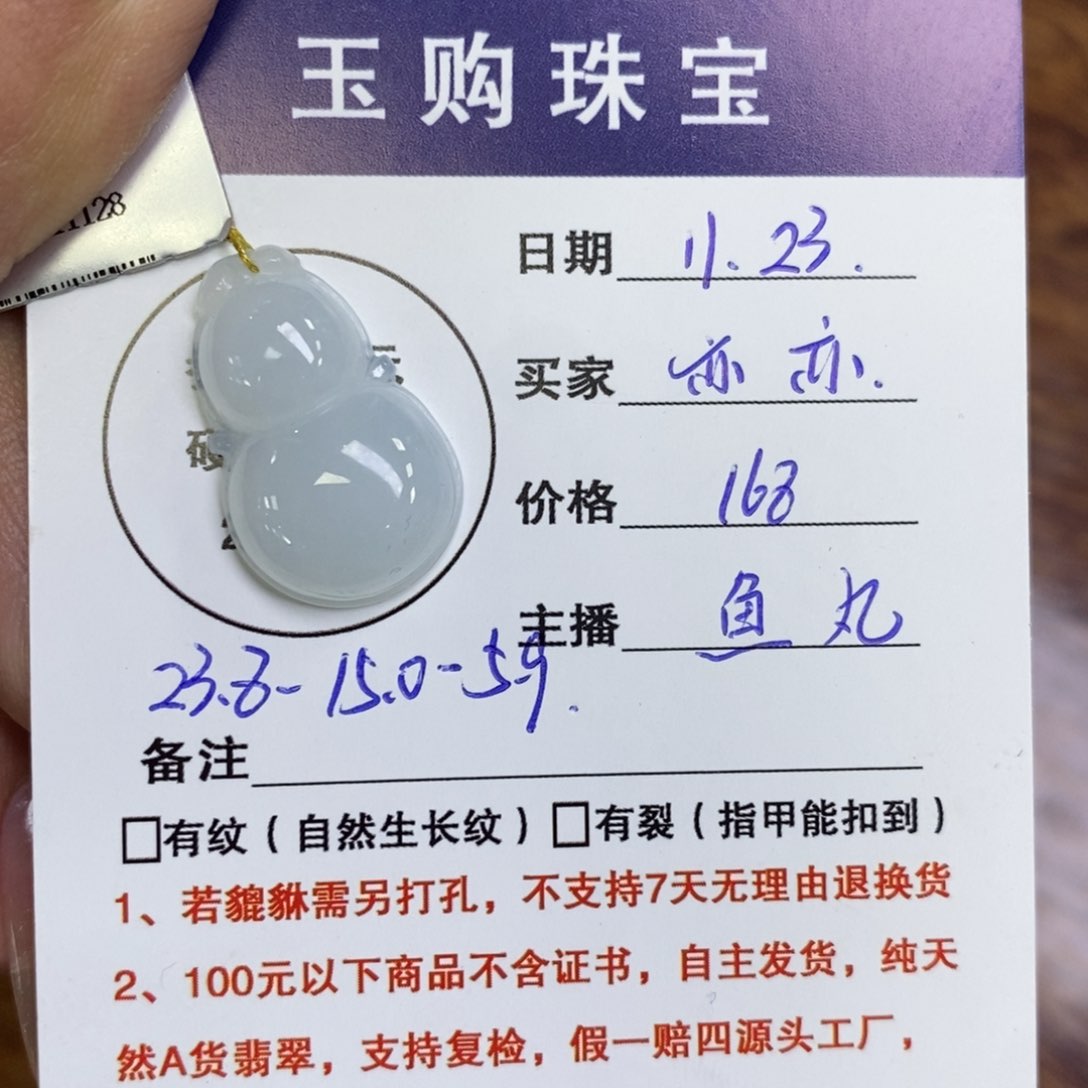 玉购珠宝
1128
日期 11.23.
买家 亦亦.
价格 168
主播 鱼丸
23.8-15.0-5.9.
备注
□有纹（自然生长纹）□有裂（指甲能扣到）
1、若貔貅需另打孔，不支持7天无理由退换货
2、100元以下商品不含证书，自主发货，纯天
然A货翡翠，支持复检，假一赔四源头工厂，